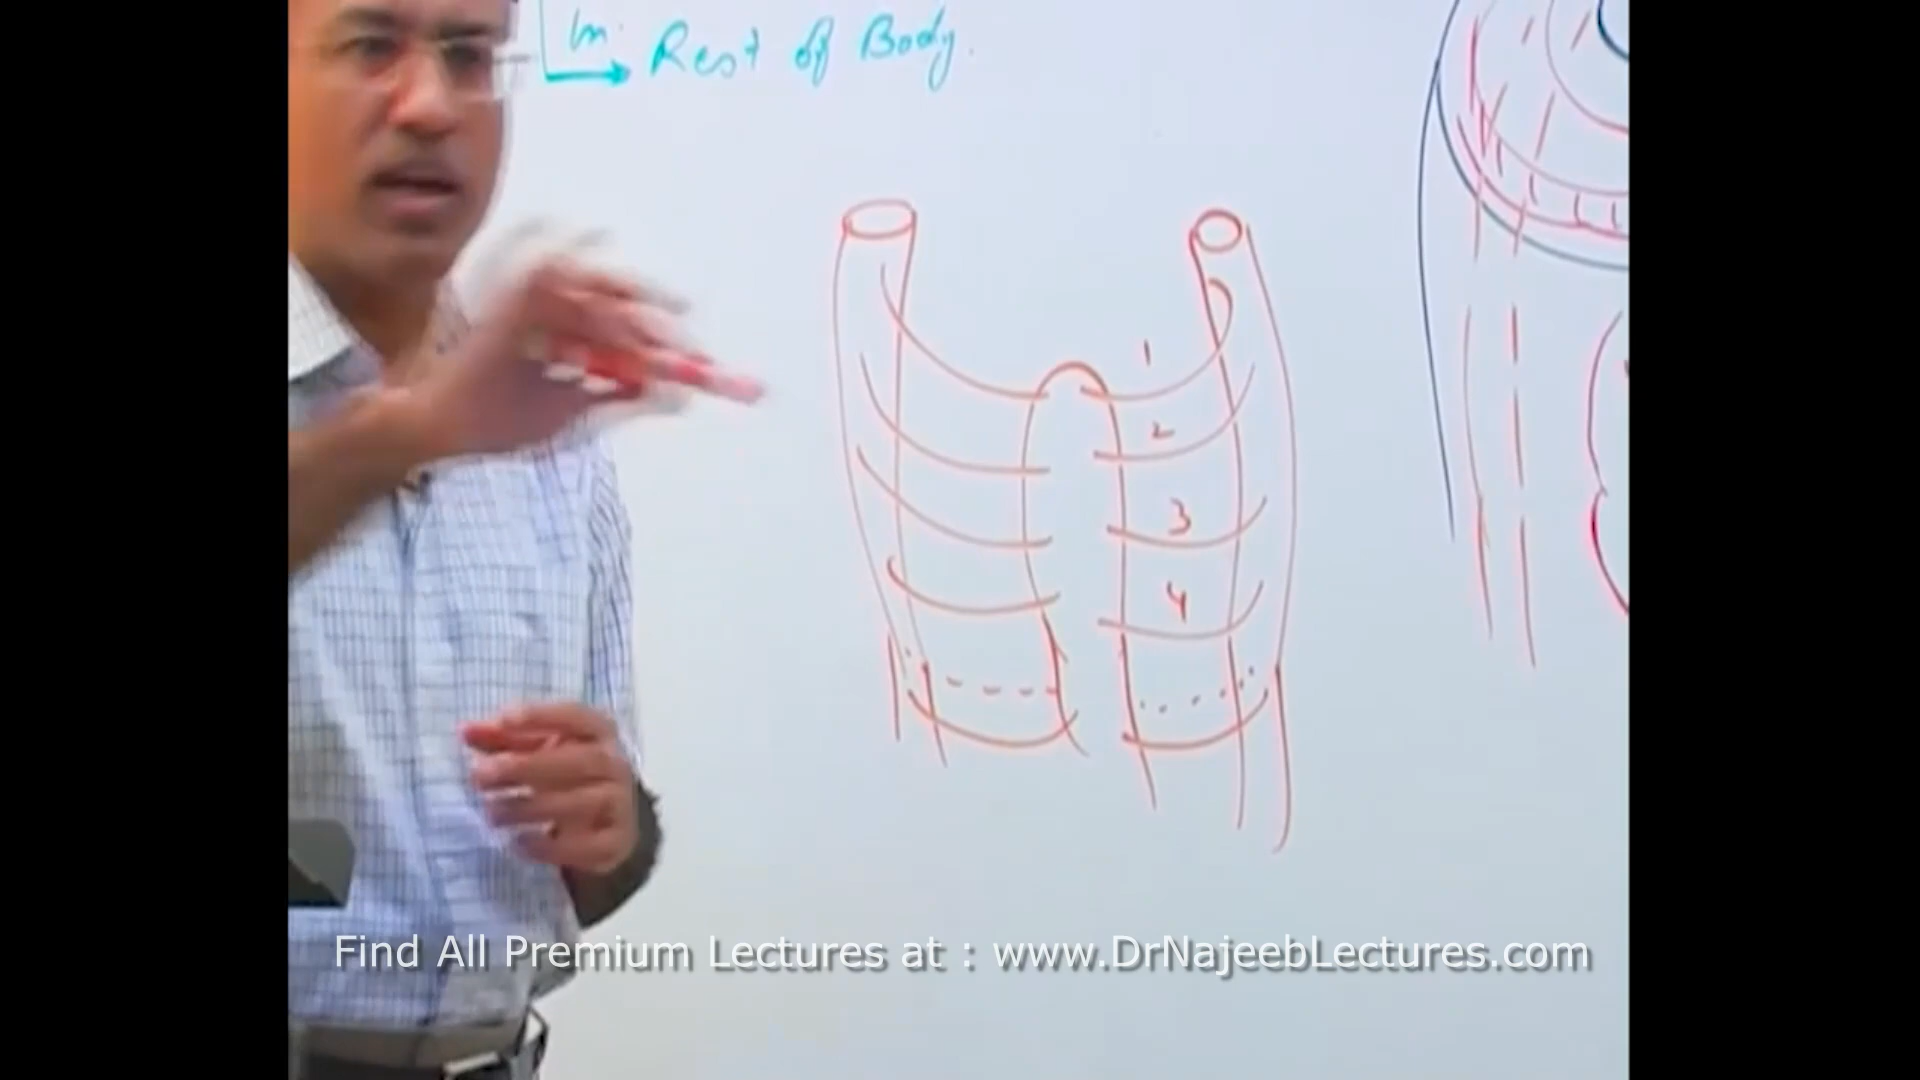 m. Rest of Body.
1
2
3
4
Find All Premium Lectures at : www.DrNajeebLectures.com